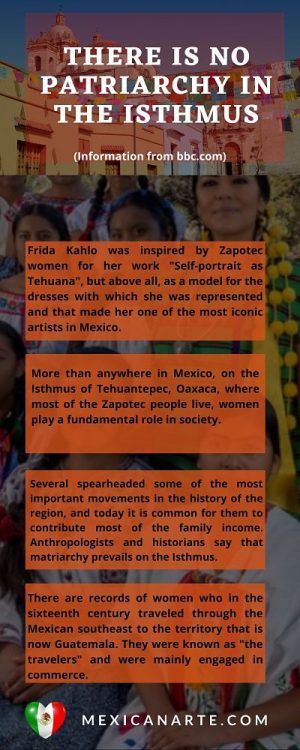 THERE IS NO
PATRIARCHY IN
THE ISTHMUS
(Information from bbc.com)
Frida Kahlo was inspired by Zapotec
women for her work "Self-portrait as
Tehuana", but above all, as a model for the
dresses with which she was represented
and that made her one of the most iconic
artists in Mexico.
More than anywhere in Mexico, on the
Isthmus of Tehuantepec, Oaxaca, where
most of the Zapotec people live, women
play a fundamental role in society.
Several spearheaded some of the most
important movements in the history of the
region, and today it is common for them to
contribute most of the family income.
Anthropologists and historians say that
matriarchy prevails on the Isthmus.
There are records of women who in the
sixteenth century traveled through the
Mexican southeast to the territory that is
now Guatemala. They were known as "the
travelers" and were mainly engaged in
commerce.
MEXICANARTE.COM